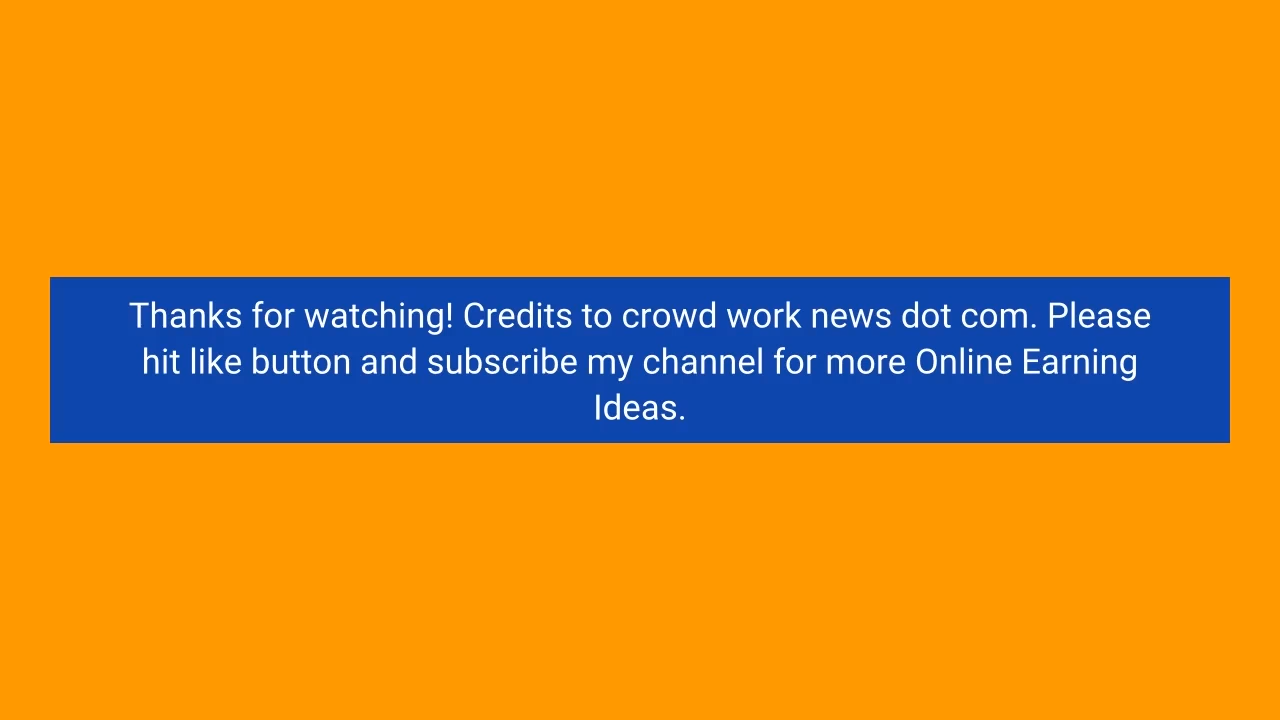 Thanks for watching! Credits to crowd work news dot com. Please
hit like button and subscribe my channel for more Online Earning
Ideas.